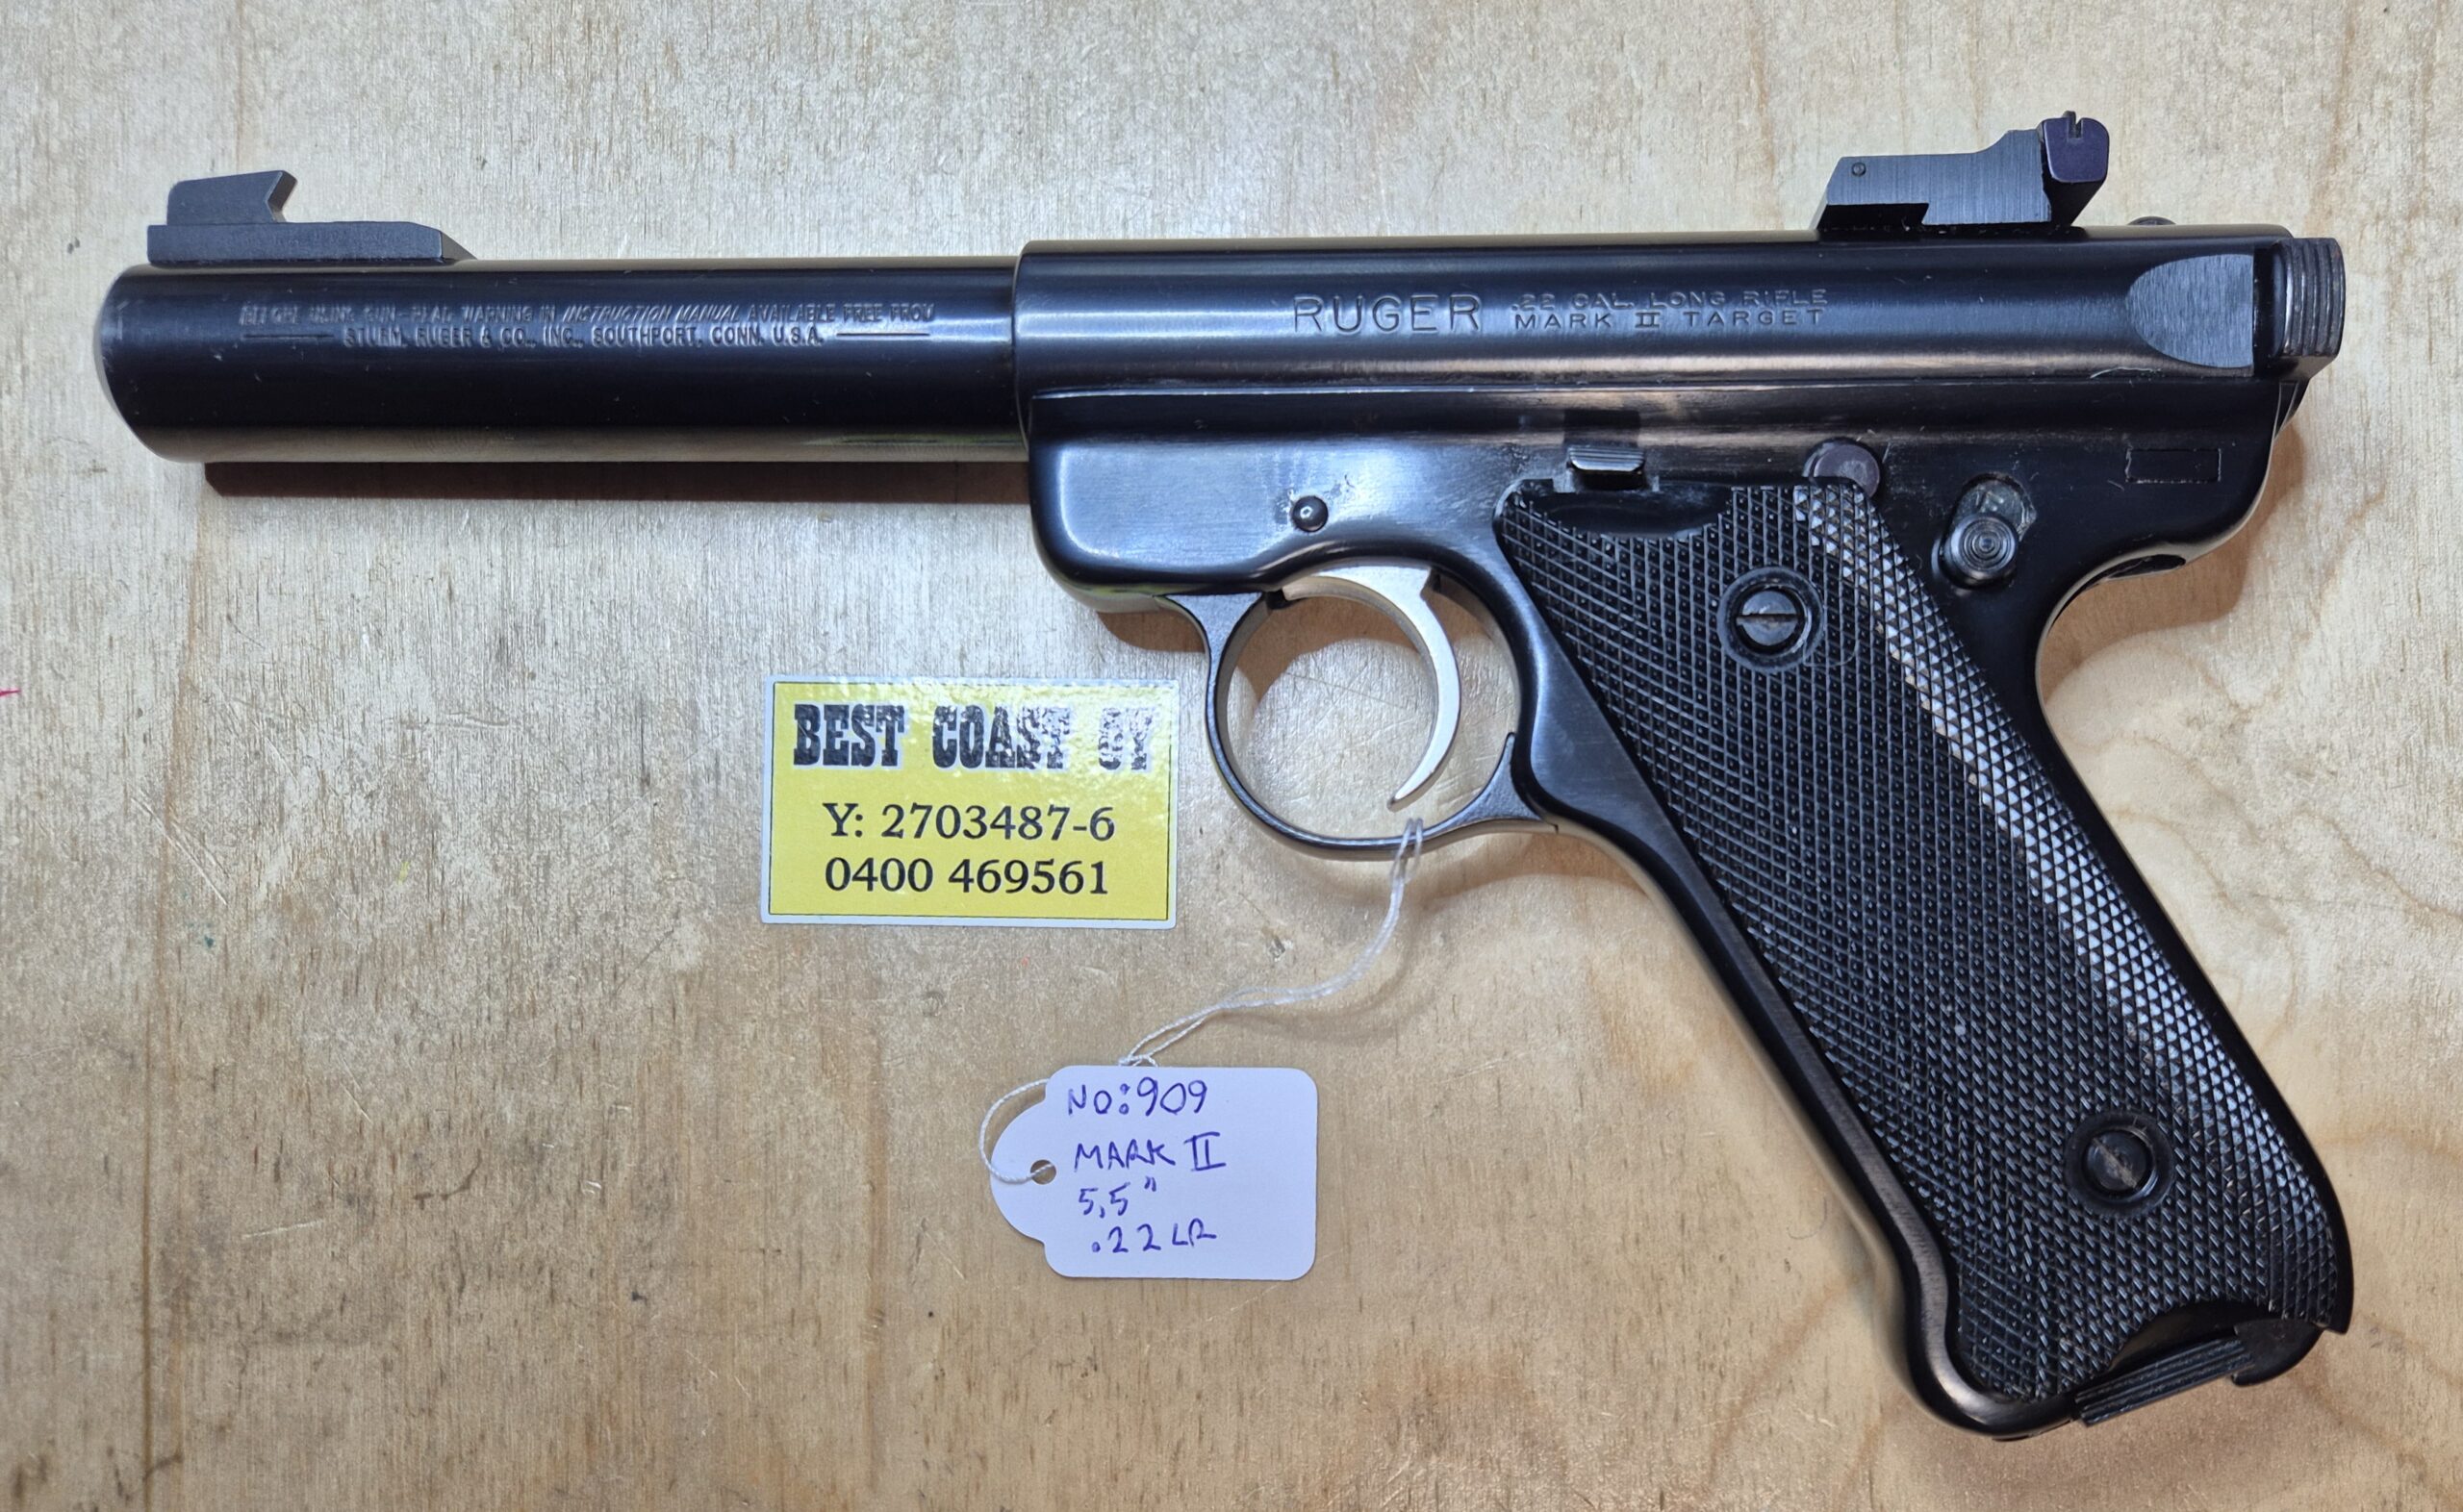 BEFORE USING GUN-READ WARNING IN INSTRUCTION MANUAL AVAILABLE FREE FROM
STURM, RUGER & CO., INC., SOUTHPORT, CONN. U.S.A.
RUGER
.22 CAL. LONG RIFLE
MARK II TARGET
BEST COAST OY
Y: 2703487-6
0400 469561
NO:909
MARK II
5,5"
.22 LR